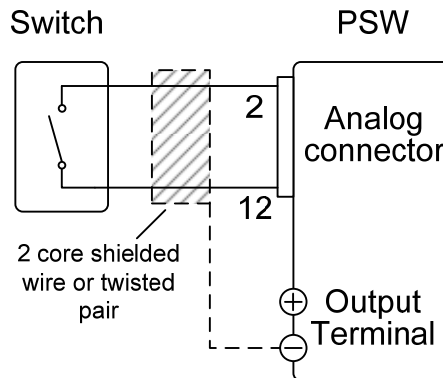 Switch
PSW
2
Analog
connector
12
2 core shielded
wire or twisted
pair
+
Output
Terminal
−